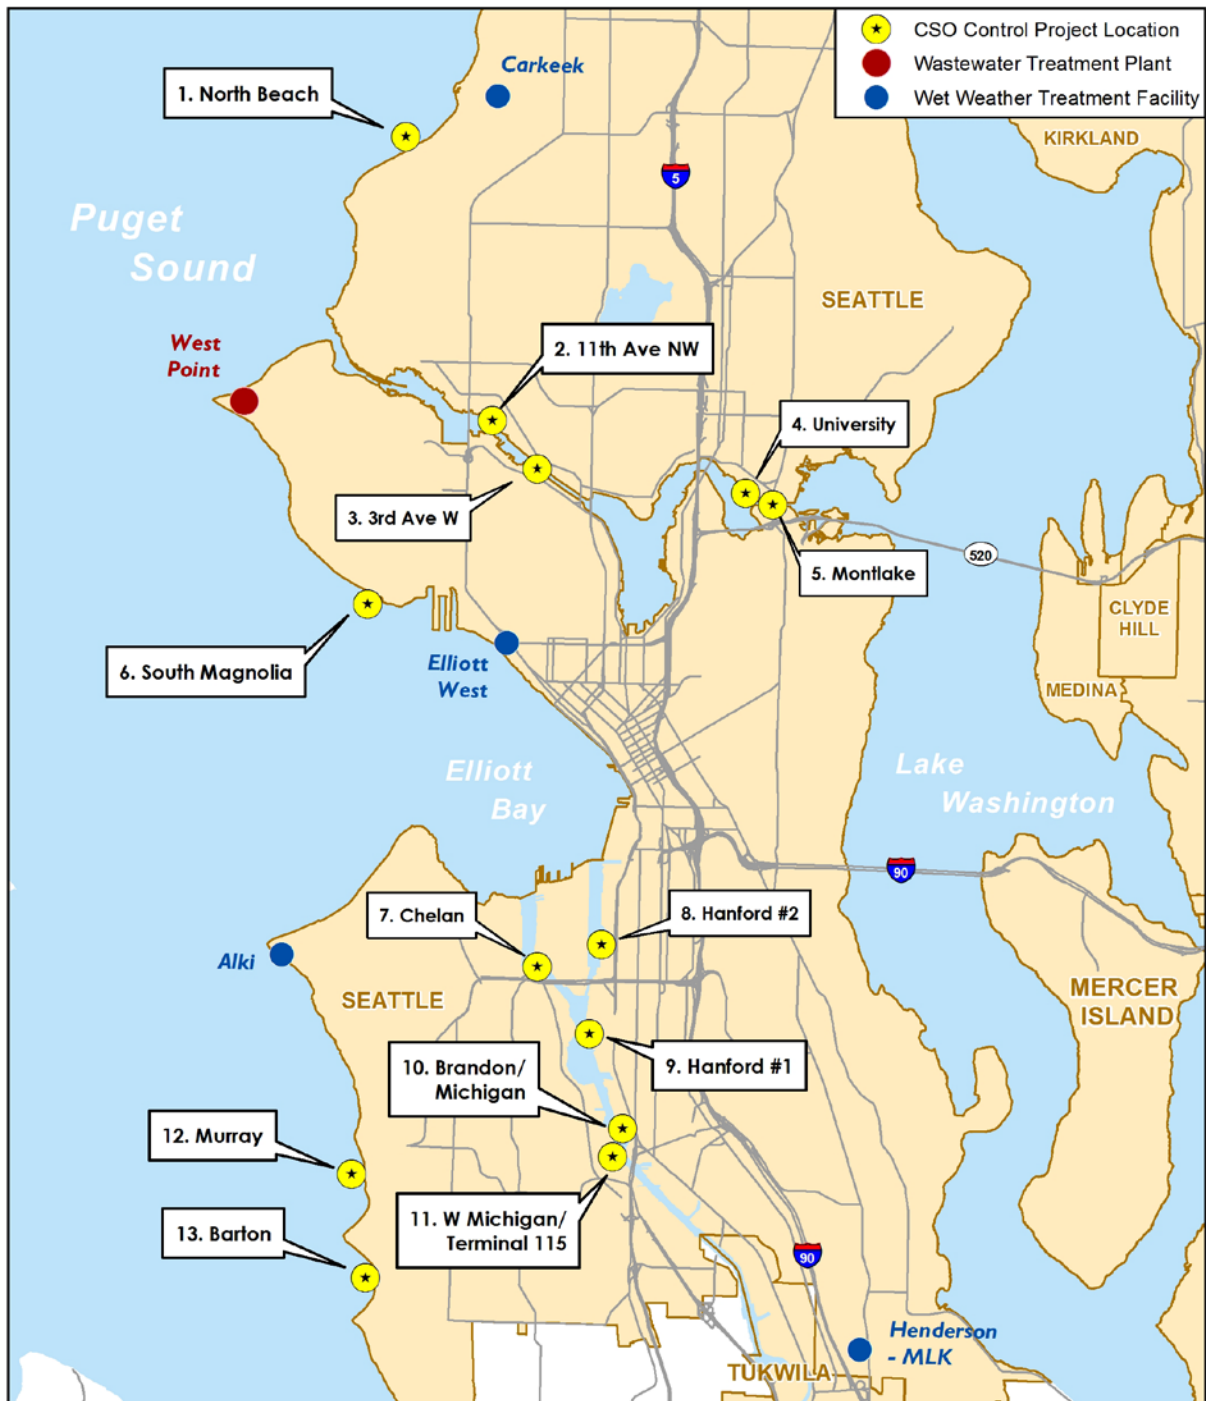 CSO Control Project Location
Wastewater Treatment Plant
Wet Weather Treatment Facility
Carkeek
1. North Beach
KIRKLAND
5
Puget
Sound
SEATTLE
West
Point
2. 11th Ave NW
4. University
3. 3rd Ave W
520
5. Montlake
CLYDE
HILL
6. South Magnolia
Elliott
West
MEDINA
Elliott
Bay
Lake
Washington
90
7. Chelan
8. Hanford #2
Alki
SEATTLE
MERCER
ISLAND
10. Brandon/
Michigan
9. Hanford #1
12. Murray
11. W Michigan/
Terminal 115
13. Barton
90
Henderson
- MLK
TUKWILA